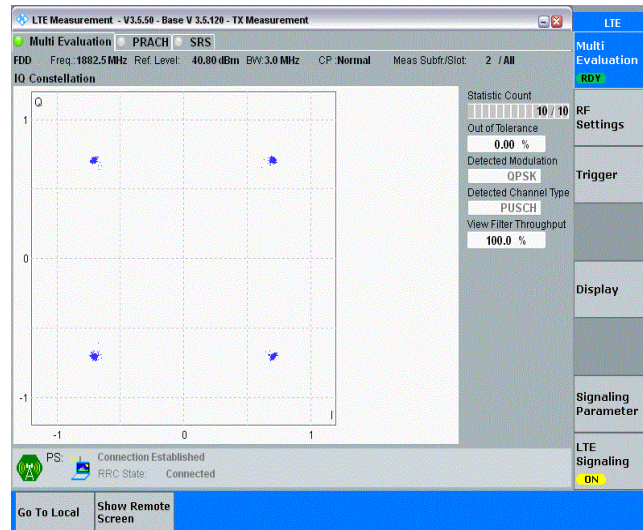 LTE Measurement - V3.5.50 - Base V 3.5.120 - TX Measurement
LTE
Multi Evaluation PRACH SRS
Multi
Evaluation
RDY
FDD Freq.: 1882.5 MHz Ref. Level: 40.80 dBm BW: 3.0 MHz CP : Normal Meas Subfr./Slot: 2 / All
IQ Constellation
Q
1
0
-1
-1 0 1
I
Statistic Count
10 / 10
Out of Tolerance
0.00 %
Detected Modulation
QPSK
Detected Channel Type
PUSCH
View Filter Throughput
100.0 %
RF
Settings
Trigger
Display
Signaling
Parameter
LTE
Signaling
ON
PS: Connection Established
RRC State: Connected
Go To Local
Show Remote
Screen